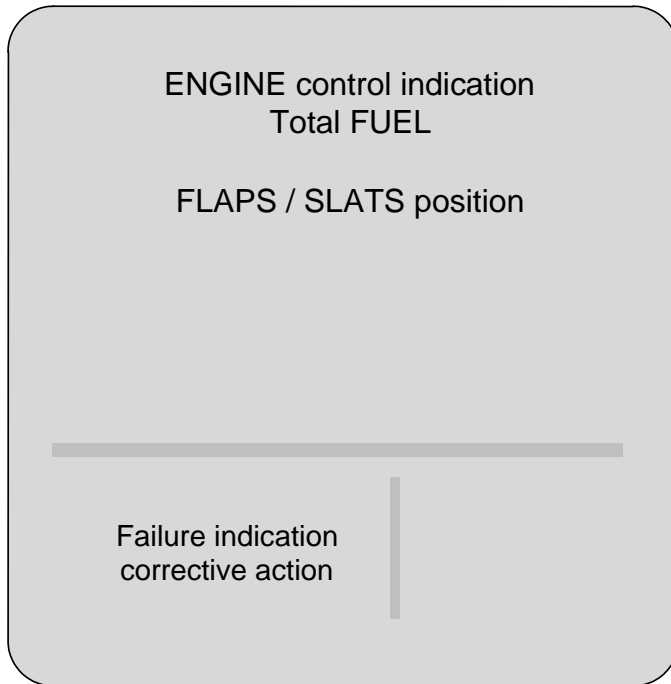 ENGINE control indication
Total FUEL
FLAPS / SLATS position
Failure indication
corrective action